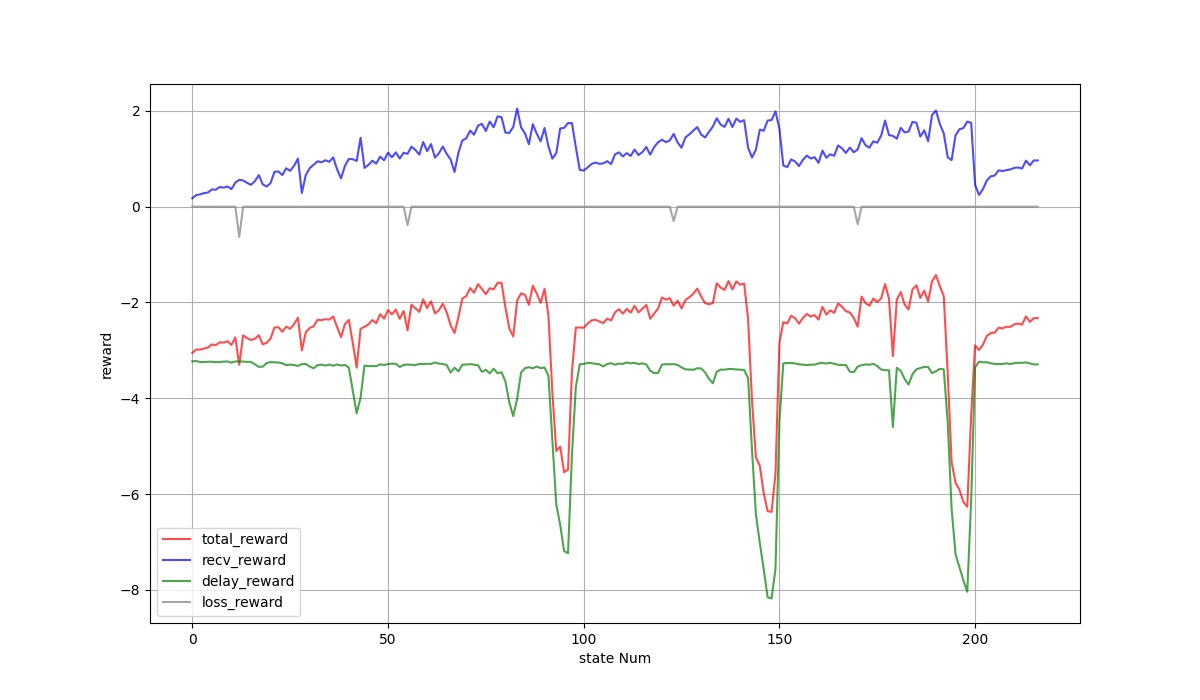 2
0
−2
−4
−6
−8
reward
total_reward
recv_reward
delay_reward
loss_reward
0 50 100 150 200
state Num